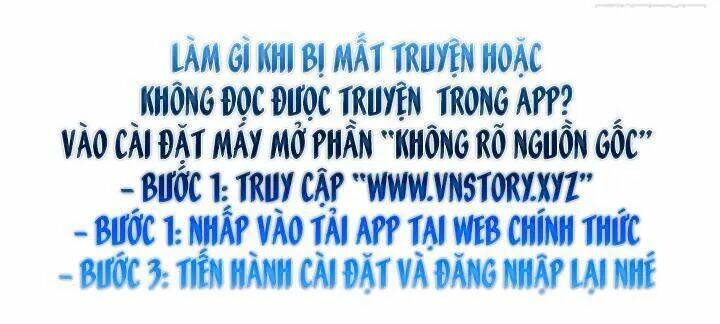 LÀM GÌ KHI BỊ MẤT TRUYỆN HOẶC
KHÔNG ĐỌC ĐƯỢC TRUYỆN TRONG APP?
VÀO CÀI ĐẶT MÁY MỞ PHẦN "KHÔNG RÕ NGUỒN GỐC"
- BƯỚC 1: TRUY CẬP "WWW.VNSTORY.XYZ"
- BƯỚC 1: NHẤP VÀO TẢI APP TẠI WEB CHÍNH THỨC
- BƯỚC 3: TIẾN HÀNH CÀI ĐẶT VÀ ĐĂNG NHẬP LẠI NHÉ